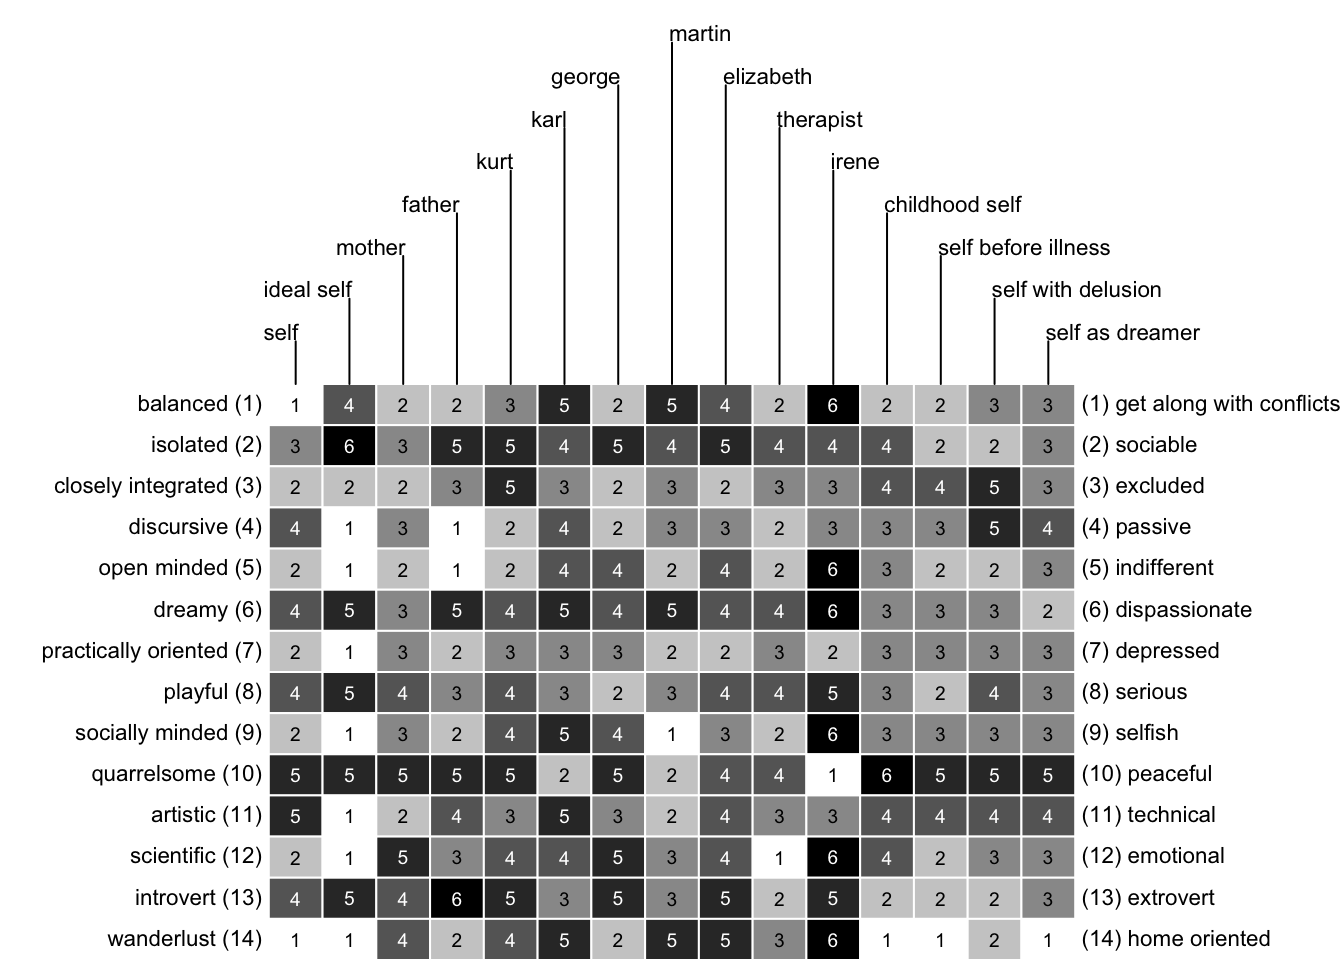 martin
george
elizabeth
karl
therapist
kurt
irene
father
childhood self
mother
self before illness
ideal self
self with delusion
self
self as dreamer
balanced (1) 1 4 2 2 3 5 2 5 4 2 6 2 2 3 3 (1) get along with conflicts
isolated (2) 3 6 3 5 5 4 5 4 5 4 4 4 2 2 3 (2) sociable
closely integrated (3) 2 2 2 3 5 3 2 3 2 3 3 4 4 5 3 (3) excluded
discursive (4) 4 1 3 1 2 4 2 3 3 2 3 3 3 5 4 (4) passive
open minded (5) 2 1 2 1 2 4 4 2 4 2 6 3 2 2 3 (5) indifferent
dreamy (6) 4 5 3 5 4 5 4 5 4 4 6 3 3 3 2 (6) dispassionate
practically oriented (7) 2 1 3 2 3 3 3 2 2 3 2 3 3 3 3 (7) depressed
playful (8) 4 5 4 3 4 3 2 3 4 4 5 3 2 4 3 (8) serious
socially minded (9) 2 1 3 2 4 5 4 1 3 2 6 3 3 3 3 (9) selfish
quarrelsome (10) 5 5 5 5 5 2 5 2 4 4 1 6 5 5 5 (10) peaceful
artistic (11) 5 1 2 4 3 5 3 2 4 3 3 4 4 4 4 (11) technical
scientific (12) 2 1 5 3 4 4 5 3 4 1 6 4 2 3 3 (12) emotional
introvert (13) 4 5 4 6 5 3 5 3 5 2 5 2 2 2 3 (13) extrovert
wanderlust (14) 1 1 4 2 4 5 2 5 5 3 6 1 1 2 1 (14) home oriented